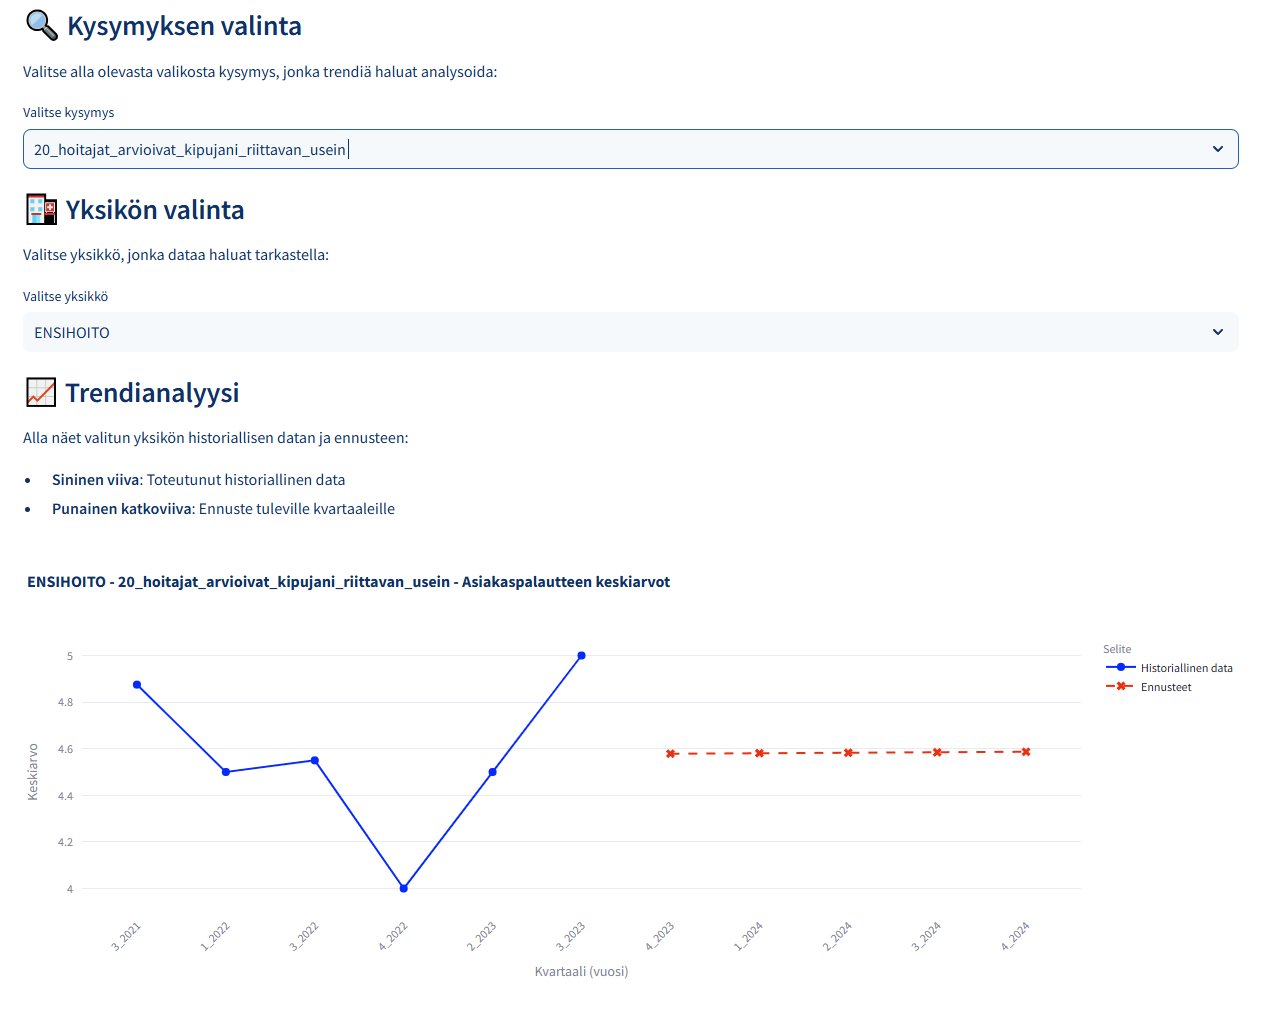 Kysymyksen valinta
Valitse alla olevasta valikosta kysymys, jonka trendiä haluat analysoida:
Valitse kysymys
20_hoitajat_arvioivat_kipujani_riittavan_usein
Yksikön valinta
Valitse yksikkö, jonka dataa haluat tarkastella:
Valitse yksikkö
ENSIHOITO
Trendianalyysi
Alla näet valitun yksikön historiallisen datan ja ennusteen:
• Sininen viiva: Toteutunut historiallinen data
• Punainen katkoviiva: Ennuste tuleville kvartaaleille
ENSIHOITO - 20_hoitajat_arvioivat_kipujani_riittavan_usein - Asiakaspalautteen keskiarvot
Selite
Historiallinen data
Ennusteet
Keskiarvo
5
4.8
4.6
4.4
4.2
4
3_2021
1_2022
3_2022
4_2022
2_2023
3_2023
4_2023
1_2024
2_2024
3_2024
4_2024
Kvartaali (vuosi)